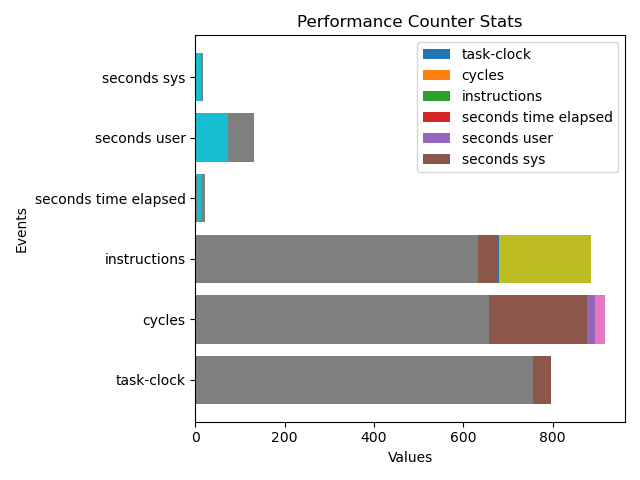 Performance Counter Stats
task-clock
cycles
instructions
seconds time elapsed
seconds user
seconds sys
Events
seconds sys
seconds user
seconds time elapsed
instructions
cycles
task-clock
0 200 400 600 800
Values